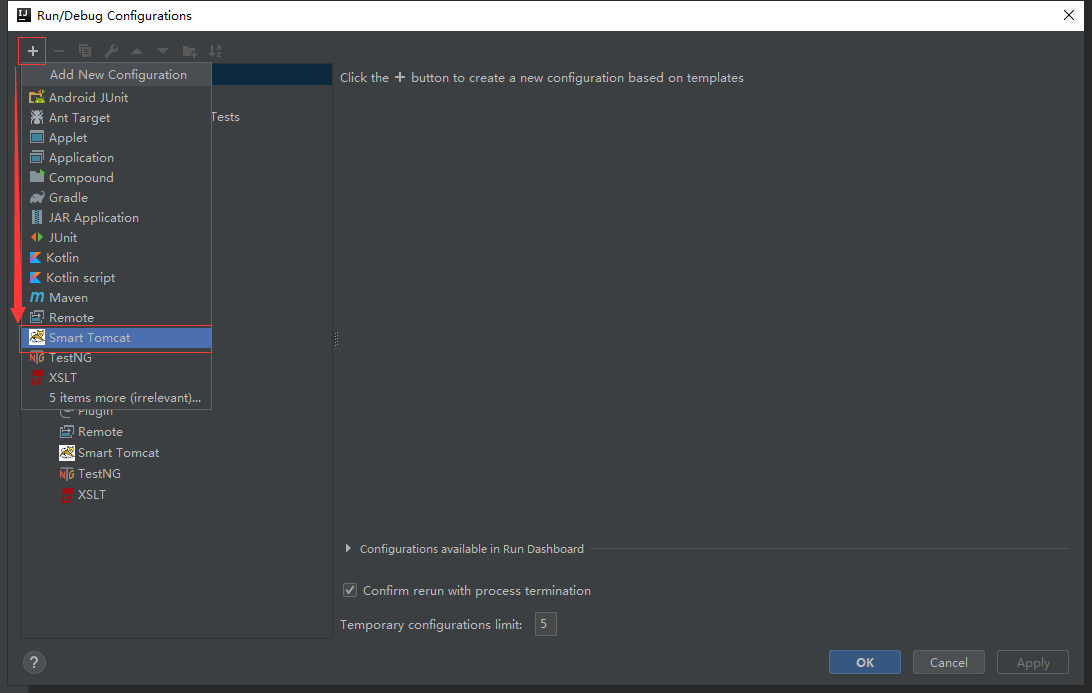 Run/Debug Configurations
Add New Configuration
Click the + button to create a new configuration based on templates
Android JUnit
Ant Target
Tests
Applet
Application
Compound
Gradle
JAR Application
JUnit
Kotlin
Kotlin script
Maven
Remote
Smart Tomcat
TestNG
XSLT
5 items more (irrelevant)...
Plugin
Remote
Smart Tomcat
TestNG
XSLT
Configurations available in Run Dashboard
Confirm rerun with process termination
Temporary configurations limit: 5
? OK Cancel Apply